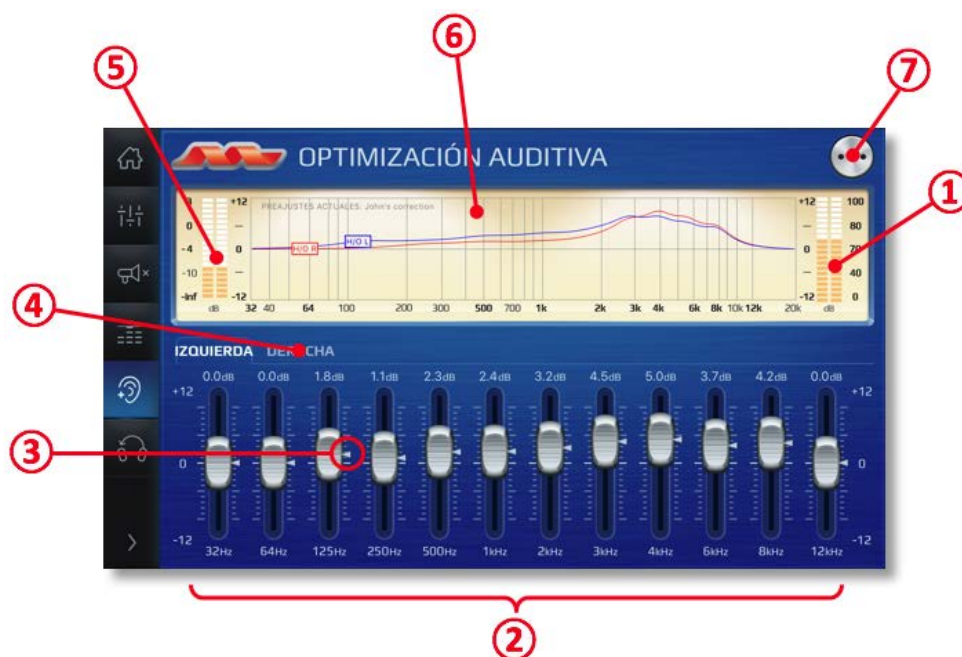 6
5
7
OPTIMIZACIÓN AUDITIVA
1
0 -4 -10 -inf dB
+12 0 -12
PREAJUSTES ACTUALES: John's correction
H/O R
H/O L
+12 0 -12
100 80 70 40 0 dB
32 40 64 100 200 300 500 700 1k 2k 3k 4k 6k 8k 10k 12k 20k
4
IZQUIERDA
0.0dB 0.0dB 1.8dB 1.1dB 2.3dB 2.4dB 3.2dB 4.5dB 5.0dB 3.7dB 4.2dB 0.0dB
+12 +12
3
0 0
-12 -12
32Hz 64Hz 125Hz 250Hz 500Hz 1kHz 2kHz 3kHz 4kHz 6kHz 8kHz 12kHz
2